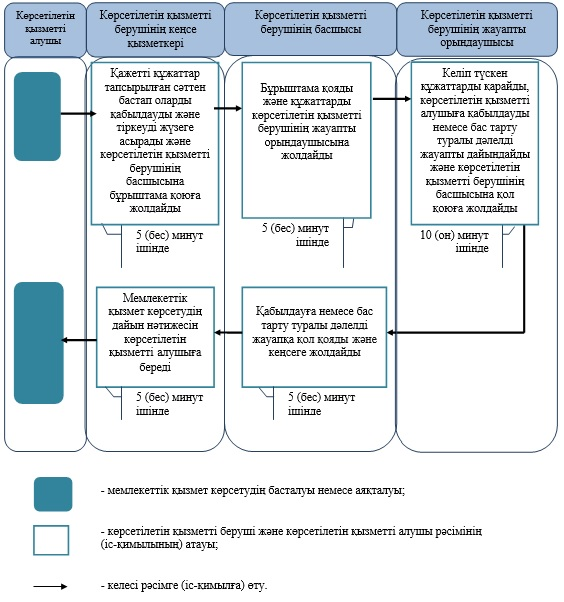 Көрсетілетін
қызметті
алушы
Көрсетілетін қызметті
берушінің кеңсе
қызметкері
Көрсетілетін қызметті
берушінің басшысы
Көрсетілетін қызметті
берушінің жауапты
орындаушысы
Қажетті құжаттар
тапсырылған сәттен
бастап оларды
қабылдауды және
тіркеуді жүзеге
асырады және
көрсетілетін қызметті
берушінің
басшысына
бұрыштама қоюға
жолдайды
5 (бес) минут
ішінде
Бұрыштама қояды
және құжаттарды
көрсетілетін қызметті
берушінің жауапты
орындаушысына
жолдайды
5 (бес) минут
ішінде
Келіп түскен
құжаттарды қарайды,
көрсетілетін қызметті
алушыға қабылдауды
немесе бас тарту
туралы дәлелді
жауапты дайындайды
және көрсетілетін
қызметті берушінің
басшысына қол
қоюға жолдайды
10 (он) минут
ішінде
Мемлекеттік
қызмет көрсетудің
дайын нәтижесін
көрсетілетін
қызметті алушыға
береді
5 (бес) минут
ішінде
Қабылдауға немесе бас
тарту туралы дәлелді
жауапқа қол қояды және
кеңсеге жолдайды
5 (бес) минут
ішінде
- мемлекеттік қызмет көрсетудің басталуы немесе аяқталуы;
- көрсетілетін қызметті беруші және көрсетілетін қызметті алушы рәсімінің
(іс-қимылының) атауы;
- келесі рәсімге (іс-қимылға) өту.